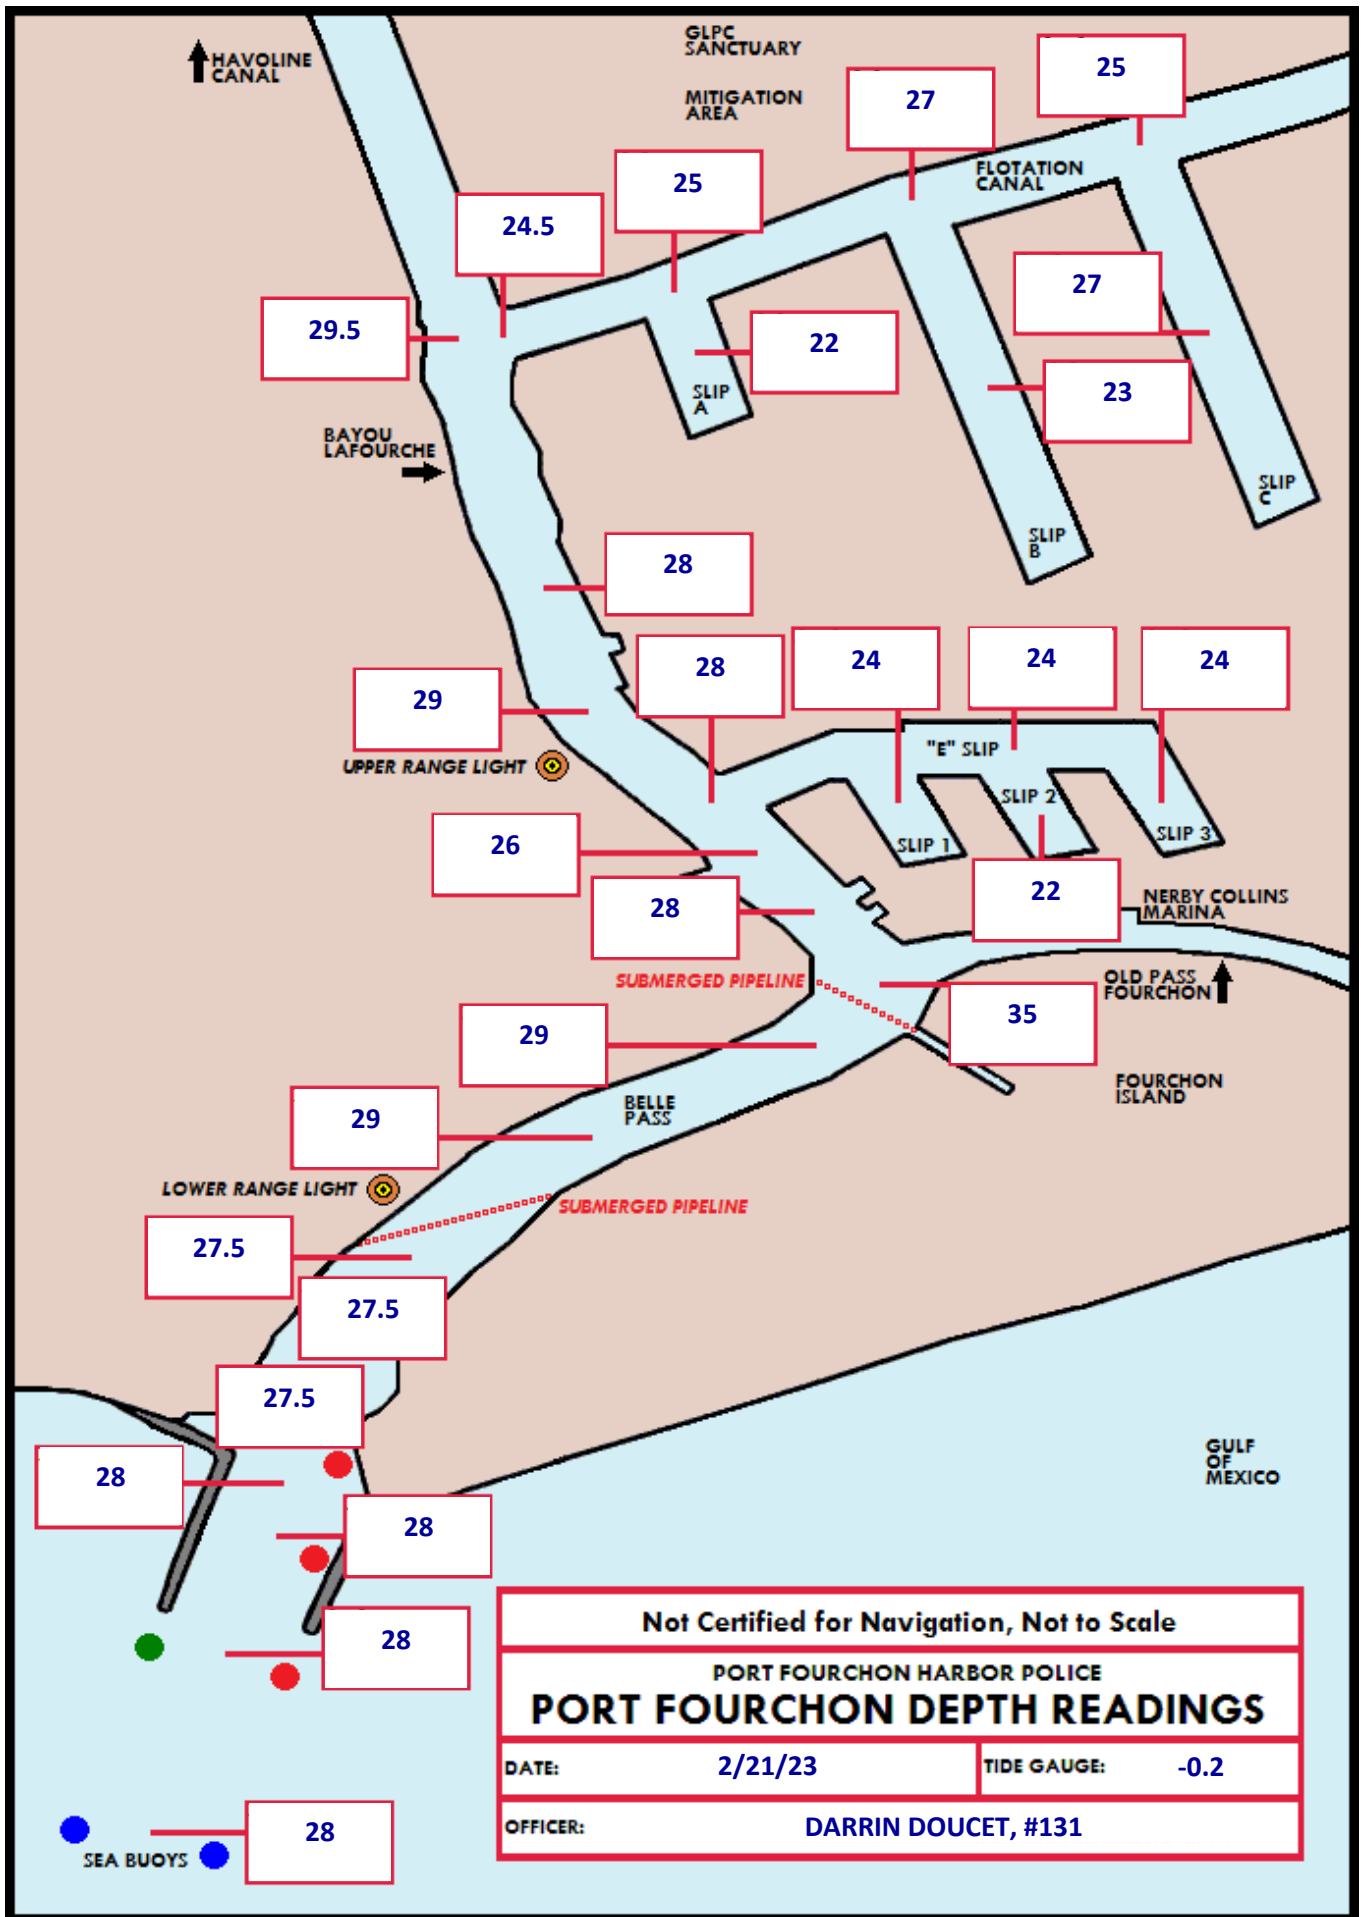 GLPC
SANCTUARY
HAVOLINE
CANAL
25
MITIGATION
AREA
27
FLOTATION
CANAL
25
24.5
27
29.5
22
SLIP
A
23
BAYOU
LAFOURCHE
SLIP
C
SLIP
B
28
28
24
24
24
29
"E" SLIP
UPPER RANGE LIGHT
SLIP 2
SLIP 1
SLIP 3
26
22
NERBY COLLINS
MARINA
28
SUBMERGED PIPELINE
OLD PASS
FOURCHON
35
29
FOURCHON
ISLAND
BELLE
PASS
29
LOWER RANGE LIGHT
SUBMERGED PIPELINE
27.5
27.5
27.5
GULF
OF
MEXICO
28
28
28
Not Certified for Navigation, Not to Scale
PORT FOURCHON HARBOR POLICE
PORT FOURCHON DEPTH READINGS
DATE: 2/21/23 TIDE GAUGE: -0.2
OFFICER: DARRIN DOUCET, #131
28
SEA BUOYS